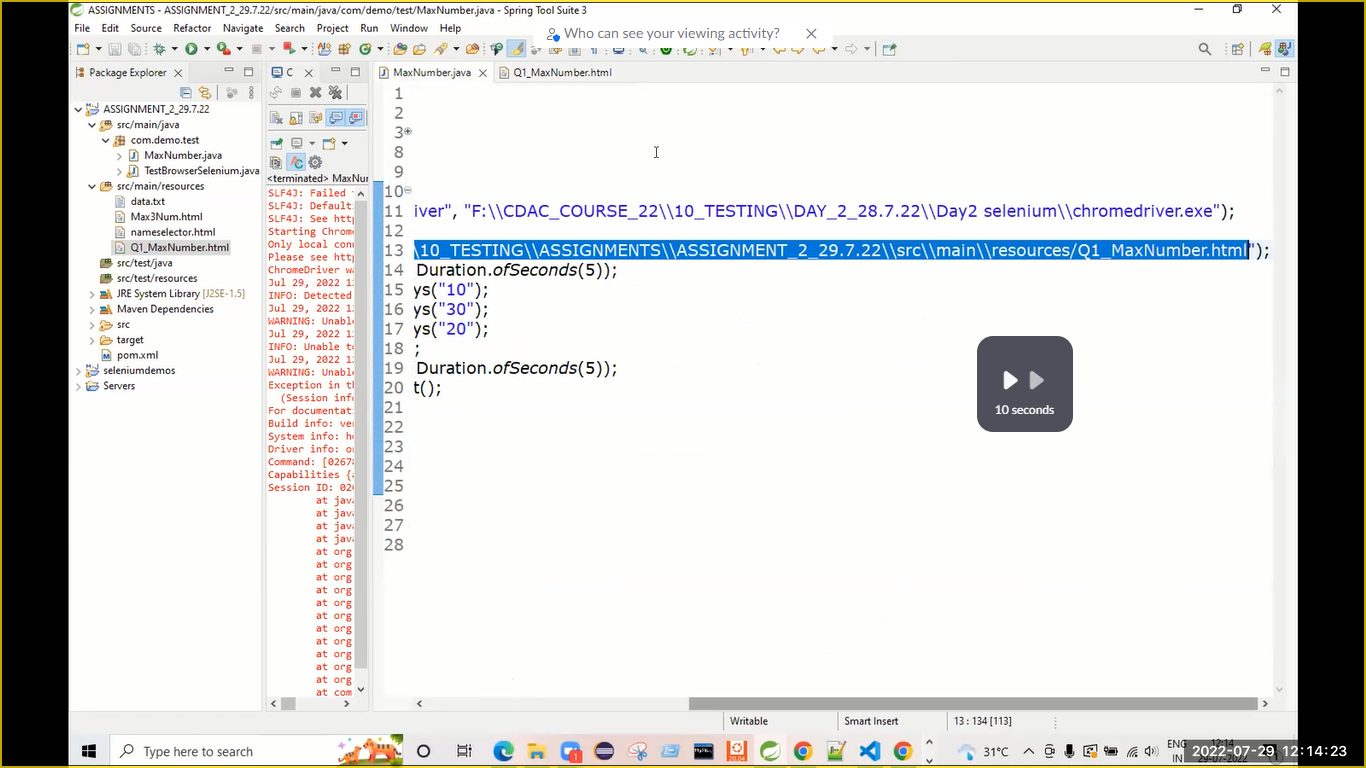 ASSIGNMENTS - ASSIGNMENT_2_29.7.22/src/main/java/com/demo/test/MaxNumber.java - Spring Tool Suite 3
File Edit Source Refactor Navigate Search Project Run Window Help
Who can see your viewing activity?
Package Explorer
C
MaxNumber.java
Q1_MaxNumber.html
ASSIGNMENT_2_29.7.22
src/main/java
com.demo.test
MaxNumber.java
TestBrowserSelenium.java
src/main/resources
data.txt
Max3Num.html
nameselector.html
Q1_MaxNumber.html
src/test/java
src/test/resources
JRE System Library [J2SE-1.5]
Maven Dependencies
src
target
pom.xml
seleniumdemos
Servers
<terminated> MaxNu
SLF4J: Failed
SLF4J: Default
SLF4J: See htt
Starting Chrom
Only local con
Please see htt
ChromeDriver wa
Jul 29, 2022 1
INFO: Detected
WARNING: Unabl
Jul 29, 2022 1
INFO: Unable to
Jul 29, 2022 1
WARNING: Unabl
Exception in th
(Session inf
For documentat
Build info: ve
System info: h
Driver info: o
Command: [0267
Capabilities {
Session ID: 02
at java
at java
at java
at java
at org
at org
at org
at org
at org
at org
at org
at org
at org
at org
at org
at com
1
2
3
8
9
10
11 iver", "F:\\CDAC_COURSE_22\\10_TESTING\\DAY_2_28.7.22\\Day2 selenium\\chromedriver.exe");
13 \10_TESTING\\ASSIGNMENTS\\ASSIGNMENT_2_29.7.22\\src\\main\\resources/Q1_MaxNumber.html");
14 Duration.ofSeconds(5));
15 ys("10");
16 ys("30");
17 ys("20");
18 ;
19 Duration.ofSeconds(5));
20 t();
21
22
23
24
25
26
27
28
10 seconds
Writable
Smart Insert
13 : 134 [113]
Type here to search
31°C
ENG
IN
2022-07-29, 12:14:23